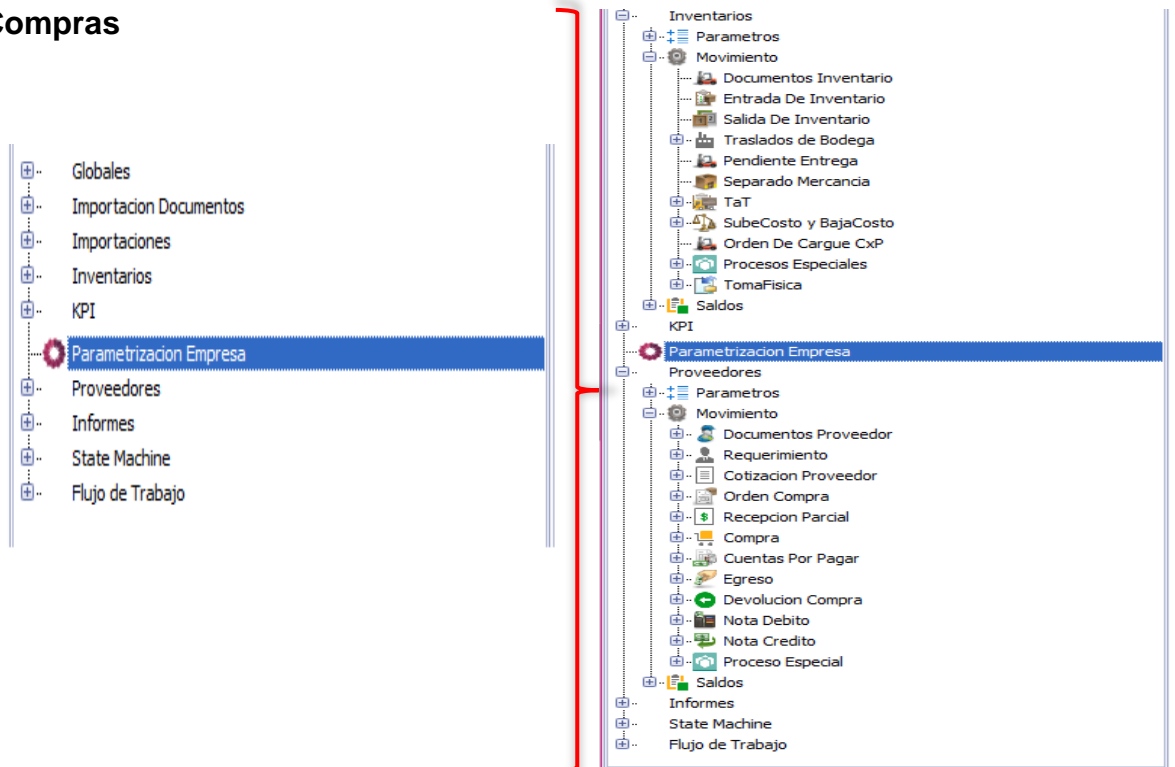 Compras
Globales
Importacion Documentos
Importaciones
Inventarios
KPI
Parametrizacion Empresa
Proveedores
Informes
State Machine
Flujo de Trabajo
Inventarios
Parametros
Movimiento
Documentos Inventario
Entrada De Inventario
Salida De Inventario
Traslados de Bodega
Pendiente Entrega
Separado Mercancia
TaT
SubeCosto y BajaCosto
Orden De Cargue CxP
Procesos Especiales
TomaFisica
Saldos
KPI
Parametrizacion Empresa
Proveedores
Parametros
Movimiento
Documentos Proveedor
Requerimiento
Cotizacion Proveedor
Orden Compra
Recepcion Parcial
Compra
Cuentas Por Pagar
Egreso
Devolucion Compra
Nota Debito
Nota Credito
Proceso Especial
Saldos
Informes
State Machine
Flujo de Trabajo